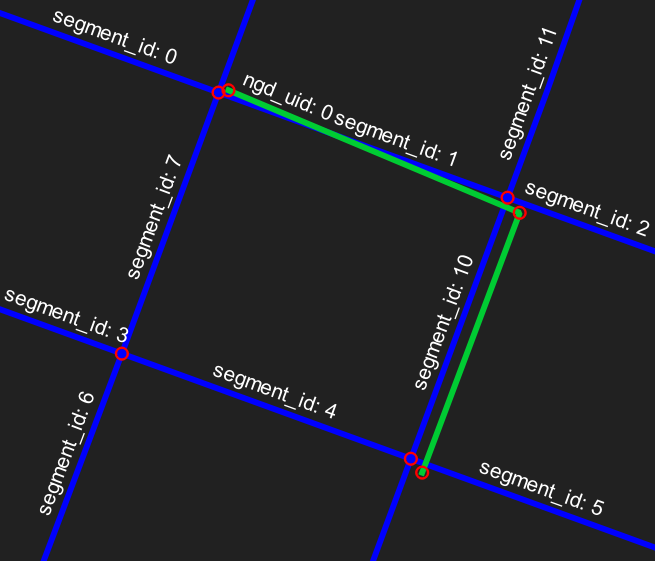 segment_id: 0
segment_id: 11
ngd_uid: 0
segment_id: 1
segment_id: 7
segment_id: 2
segment_id: 10
segment_id: 3
segment_id: 4
segment_id: 6
segment_id: 5